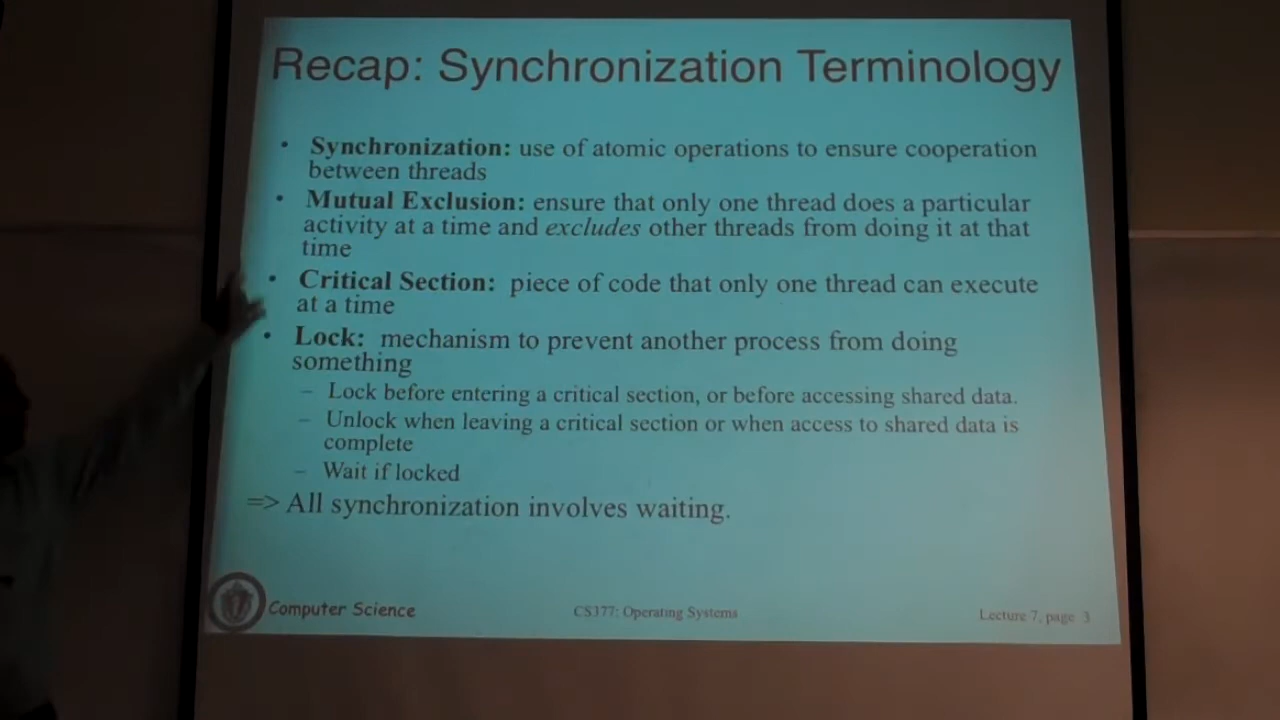 Recap: Synchronization Terminology
• Synchronization: use of atomic operations to ensure cooperation
between threads
• Mutual Exclusion: ensure that only one thread does a particular
activity at a time and excludes other threads from doing it at that
time
• Critical Section: piece of code that only one thread can execute
at a time
• Lock: mechanism to prevent another process from doing
something
– Lock before entering a critical section, or before accessing shared data.
– Unlock when leaving a critical section or when access to shared data is
complete
– Wait if locked
=> All synchronization involves waiting.
Computer Science
CS377: Operating Systems
Lecture 7, page 3